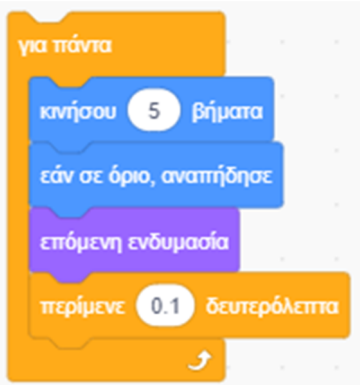 για πάντα
κινήσου 5 βήματα
εάν σε όριο, αναπήδησε
επόμενη ενδυμασία
περίμενε 0.1 δευτερόλεπτα